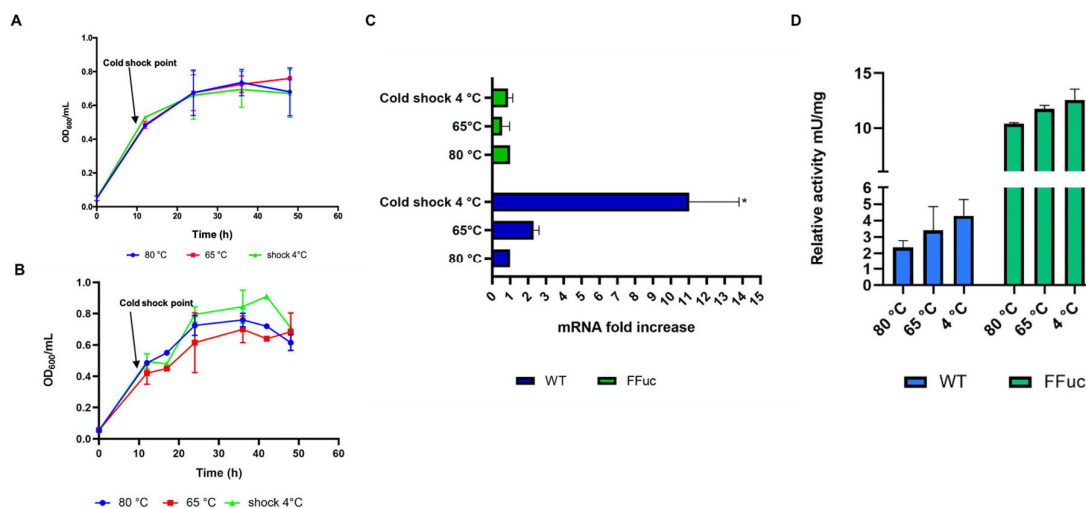 A
Cold shock point
OD600/mL
1.0
0.8
0.6
0.4
0.2
0.0
0 10 20 30 40 50 60
Time (h)
80 °C 65 °C shock 4°C
B
Cold shock point
OD600/mL
1.0
0.8
0.6
0.4
0.2
0.0
0 10 20 30 40 50 60
Time (h)
80 °C 65 °C shock 4°C
C
Cold shock 4 °C
65°C
80 °C
Cold shock 4 °C
*
65°C
80 °C
0 1 2 3 4 5 6 7 8 9 10 11 12 13 14 15
mRNA fold increase
WT FFuc
D
Relative activity mU/mg
15
10
6
5
4
3
2
1
0
80 °C 65 °C 4 °C 80 °C 65 °C 4 °C
WT FFuc